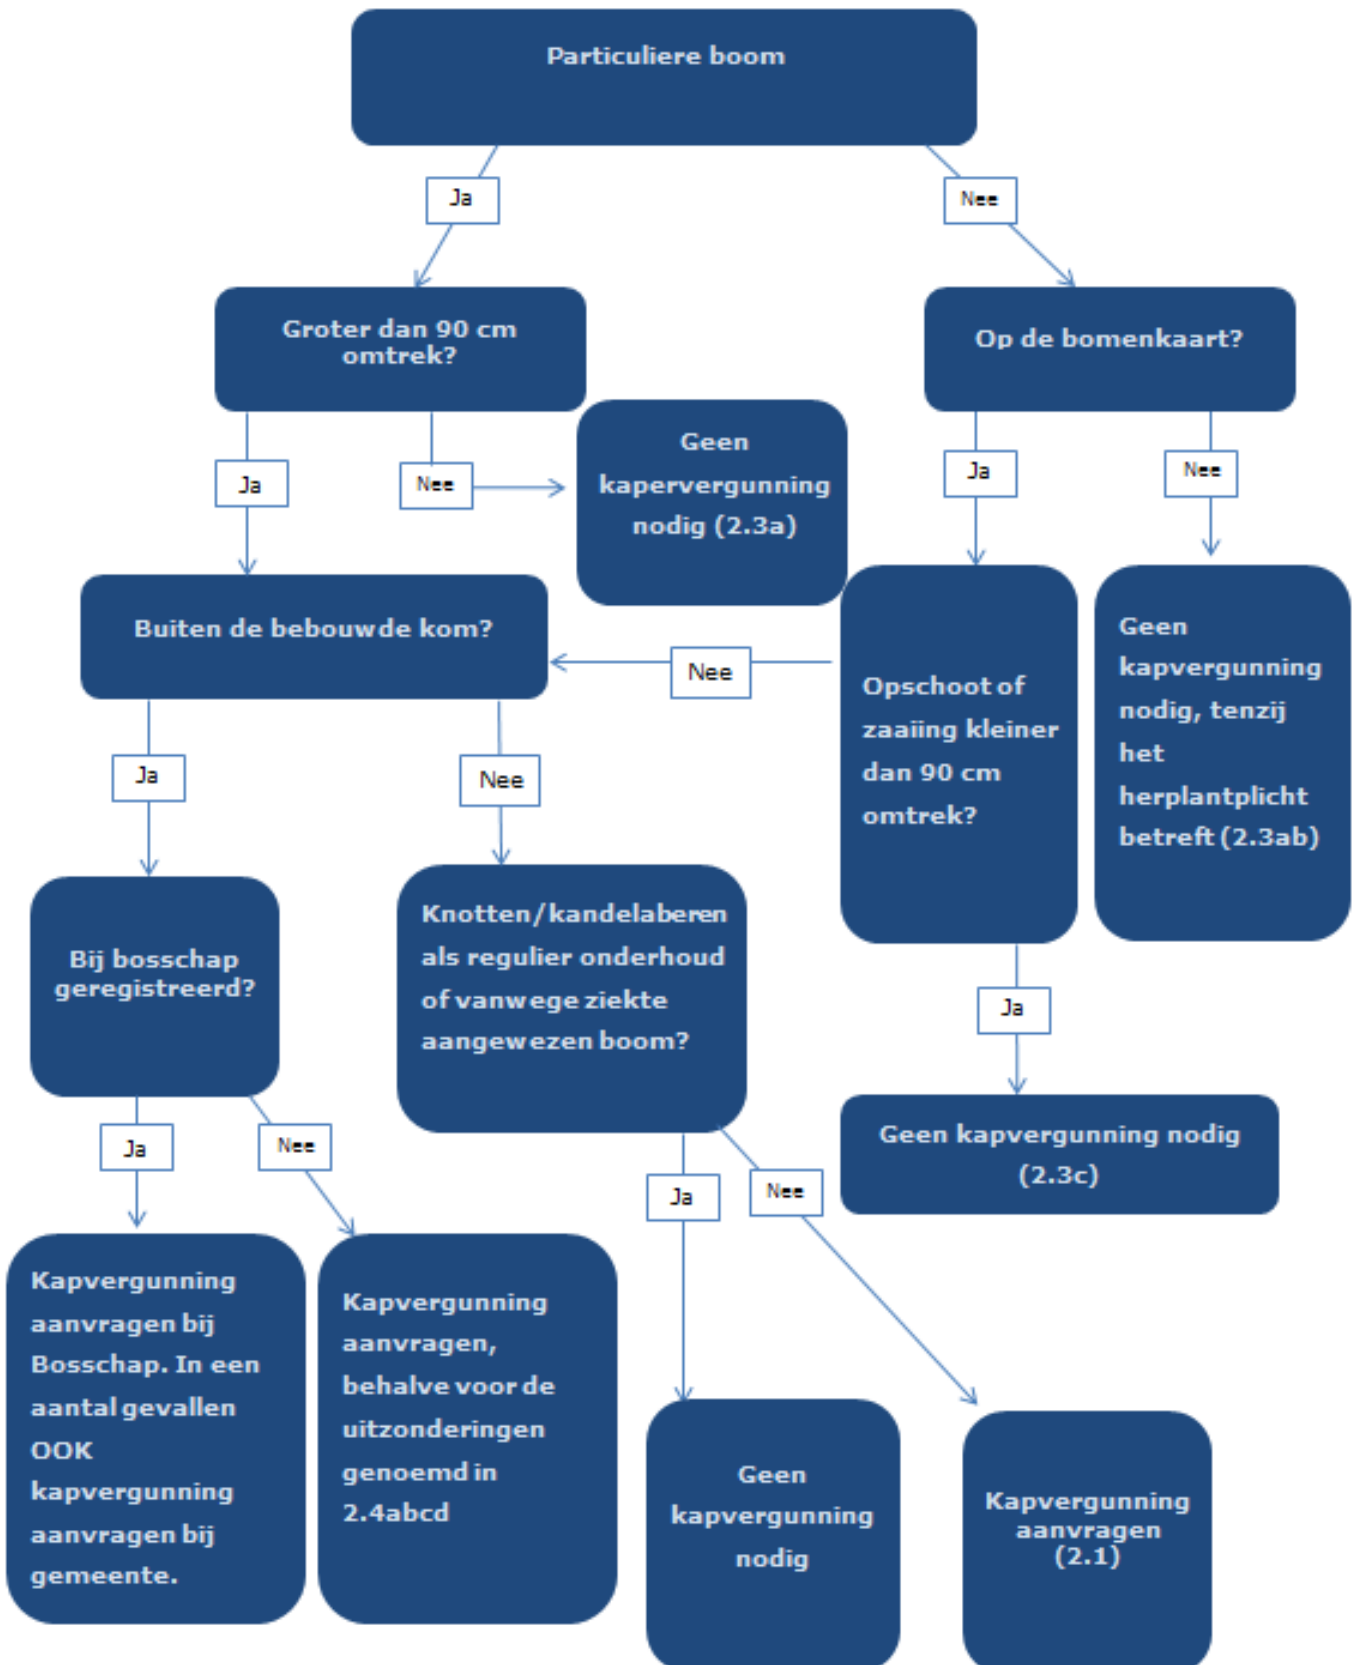 Particuliere boom
Ja
Nee
Groter dan 90 cm
omtrek?
Op de bomenkaart?
Ja
Nee
Geen
kapervergunning
nodig (2.3a)
Ja
Nee
Buiten de bebouwde kom?
Nee
Opschoot of
zaaiing kleiner
dan 90 cm
omtrek?
Geen
kapvergunning
nodig, tenzij
het
herplantplicht
betreft (2.3ab)
Ja
Nee
Bij bosschap
geregistreerd?
Knotten/kandelaberen
als regulier onderhoud
of vanwege ziekte
aangewezen boom?
Ja
Geen kapvergunning nodig
(2.3c)
Ja
Nee
Ja
Nee
Kapvergunning
aanvragen bij
Bosschap. In een
aantal gevallen
OOK
kapvergunning
aanvragen bij
gemeente.
Kapvergunning
aanvragen,
behalve voor de
uitzonderingen
genoemd in
2.4abcd
Geen
kapvergunning
nodig
Kapvergunning
aanvragen
(2.1)